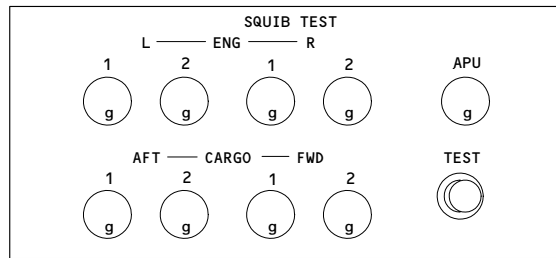 SQUIB TEST
L ENG R
1 2 1 2 APU
g g g g g
AFT CARGO FWD TEST
1 2 1 2
g g g g